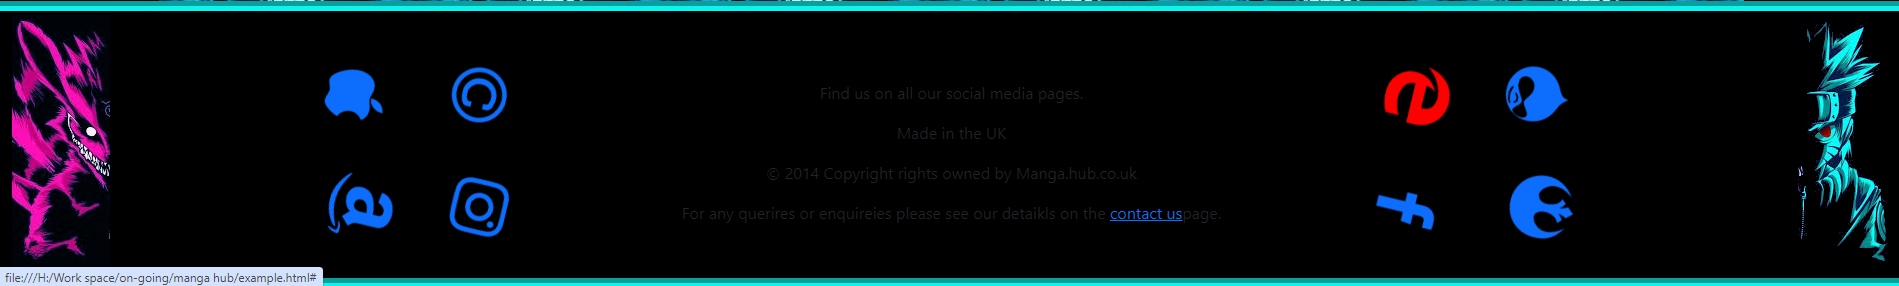 Find us on all our social media pages.
Made in the UK
© 2014 Copyright rights owned by Manga.hub.co.uk
For any querires or enquireies please see our detaikls on the contact uspage.
file:///H:/Work space/on-going/manga hub/example.html#